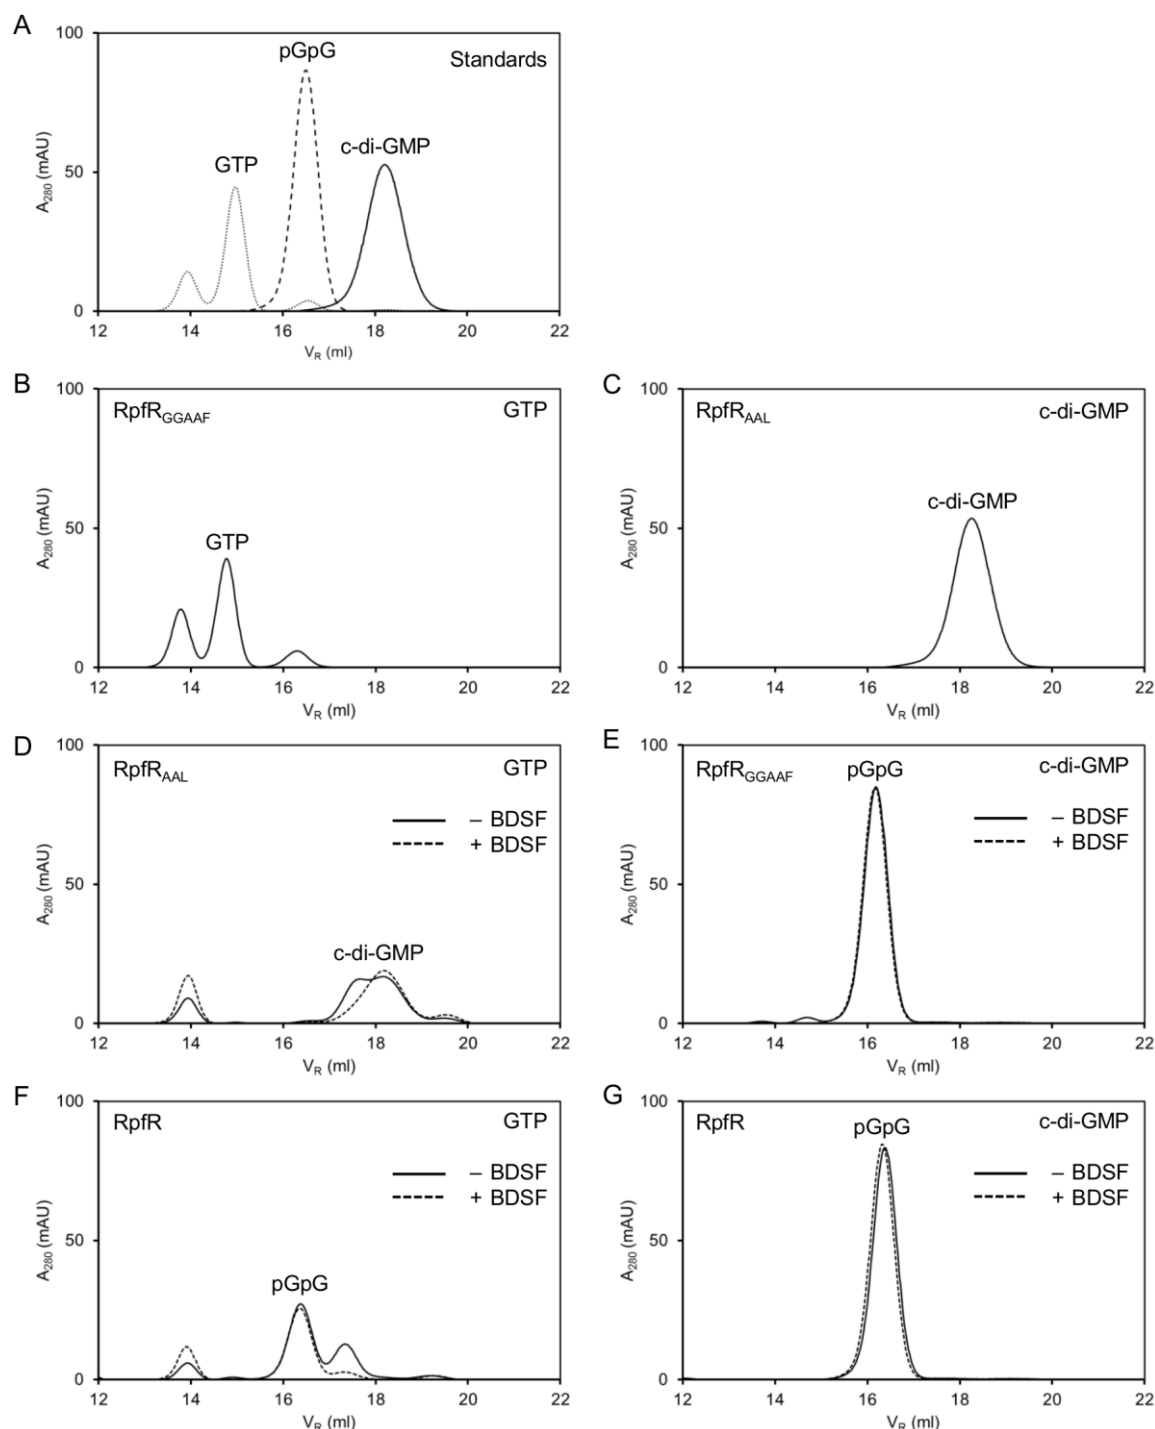 A
100
50
0
A280 (mAU)
GTP
pGpG
c-di-GMP
Standards
12 14 16 18 20 22
VR (ml)
B
100
50
0
A280 (mAU)
RpfRGGAAF
GTP
GTP
12 14 16 18 20 22
VR (ml)
C
100
50
0
A280 (mAU)
RpfRAAL
c-di-GMP
c-di-GMP
12 14 16 18 20 22
VR (ml)
D
100
50
0
A280 (mAU)
RpfRAAL
GTP
– BDSF
+ BDSF
c-di-GMP
12 14 16 18 20 22
VR (ml)
E
100
50
0
A280 (mAU)
RpfRGGAAF
pGpG
c-di-GMP
– BDSF
+ BDSF
12 14 16 18 20 22
VR (ml)
F
100
50
0
A280 (mAU)
RpfR
GTP
– BDSF
+ BDSF
pGpG
12 14 16 18 20 22
VR (ml)
G
100
50
0
A280 (mAU)
RpfR
pGpG
c-di-GMP
– BDSF
+ BDSF
12 14 16 18 20 22
VR (ml)